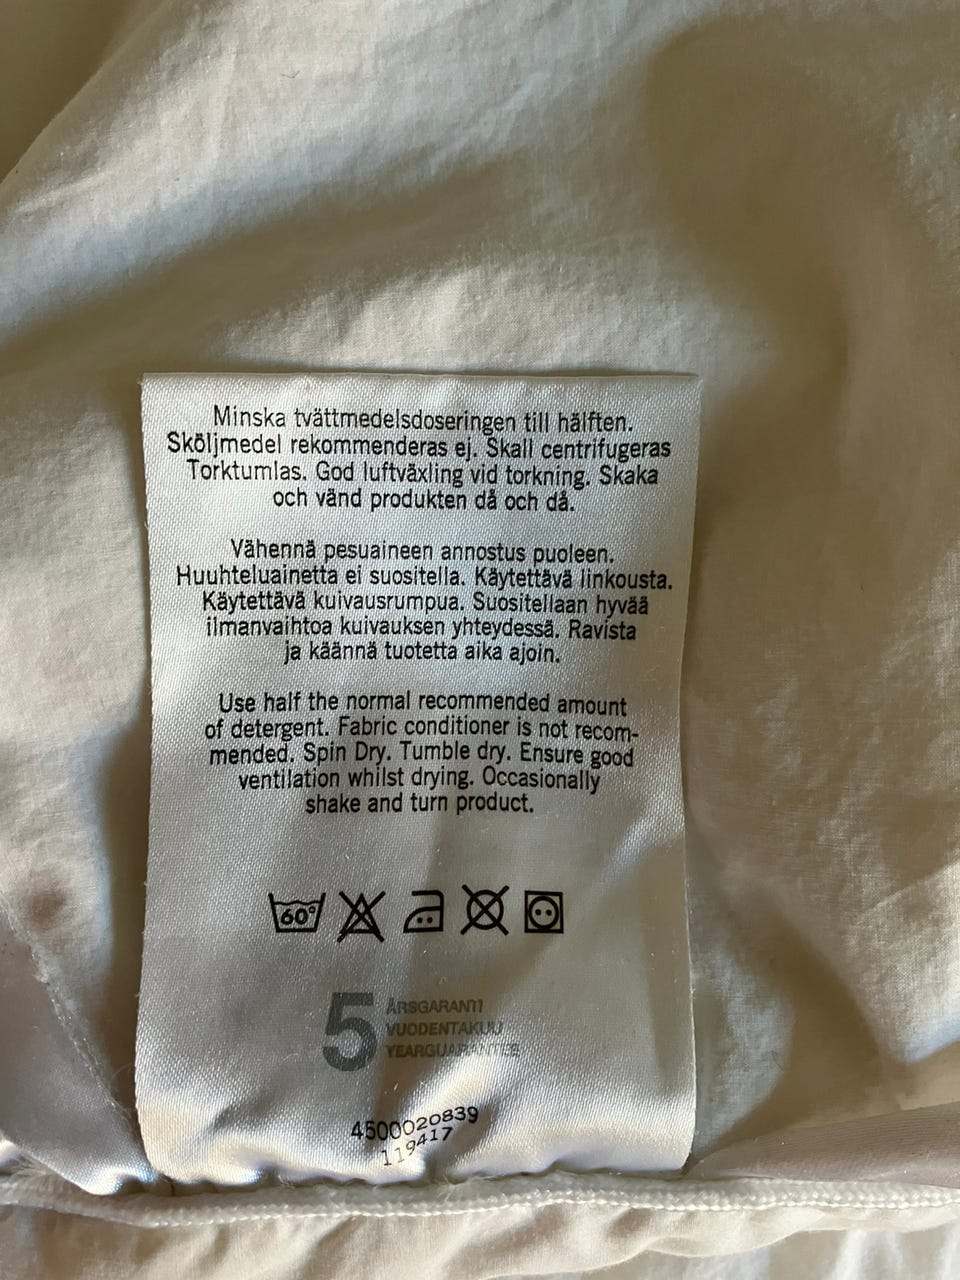 Minska tvättmedelsdoseringen till hälften.
Sköljmedel rekommenderas ej. Skall centrifugeras
Torktumlas. God luftväxling vid torkning. Skaka
och vänd produkten då och då.
Vähennä pesuaineen annostus puoleen.
Huuhteluainetta ei suositella. Käytettävä linkousta.
Käytettävä kuivausrumpua. Suositellaan hyvää
ilmanvaihtoa kuivauksen yhteydessä. Ravista
ja käännä tuotetta aika ajoin.
Use half the normal recommended amount
of detergent. Fabric conditioner is not recom-
mended. Spin Dry. Tumble dry. Ensure good
ventilation whilst drying. Occasionally
shake and turn product.
60°
5 ÅRSGARANTI
VUODENTAKUU
YEARGUARANTEE
4500020839
119417